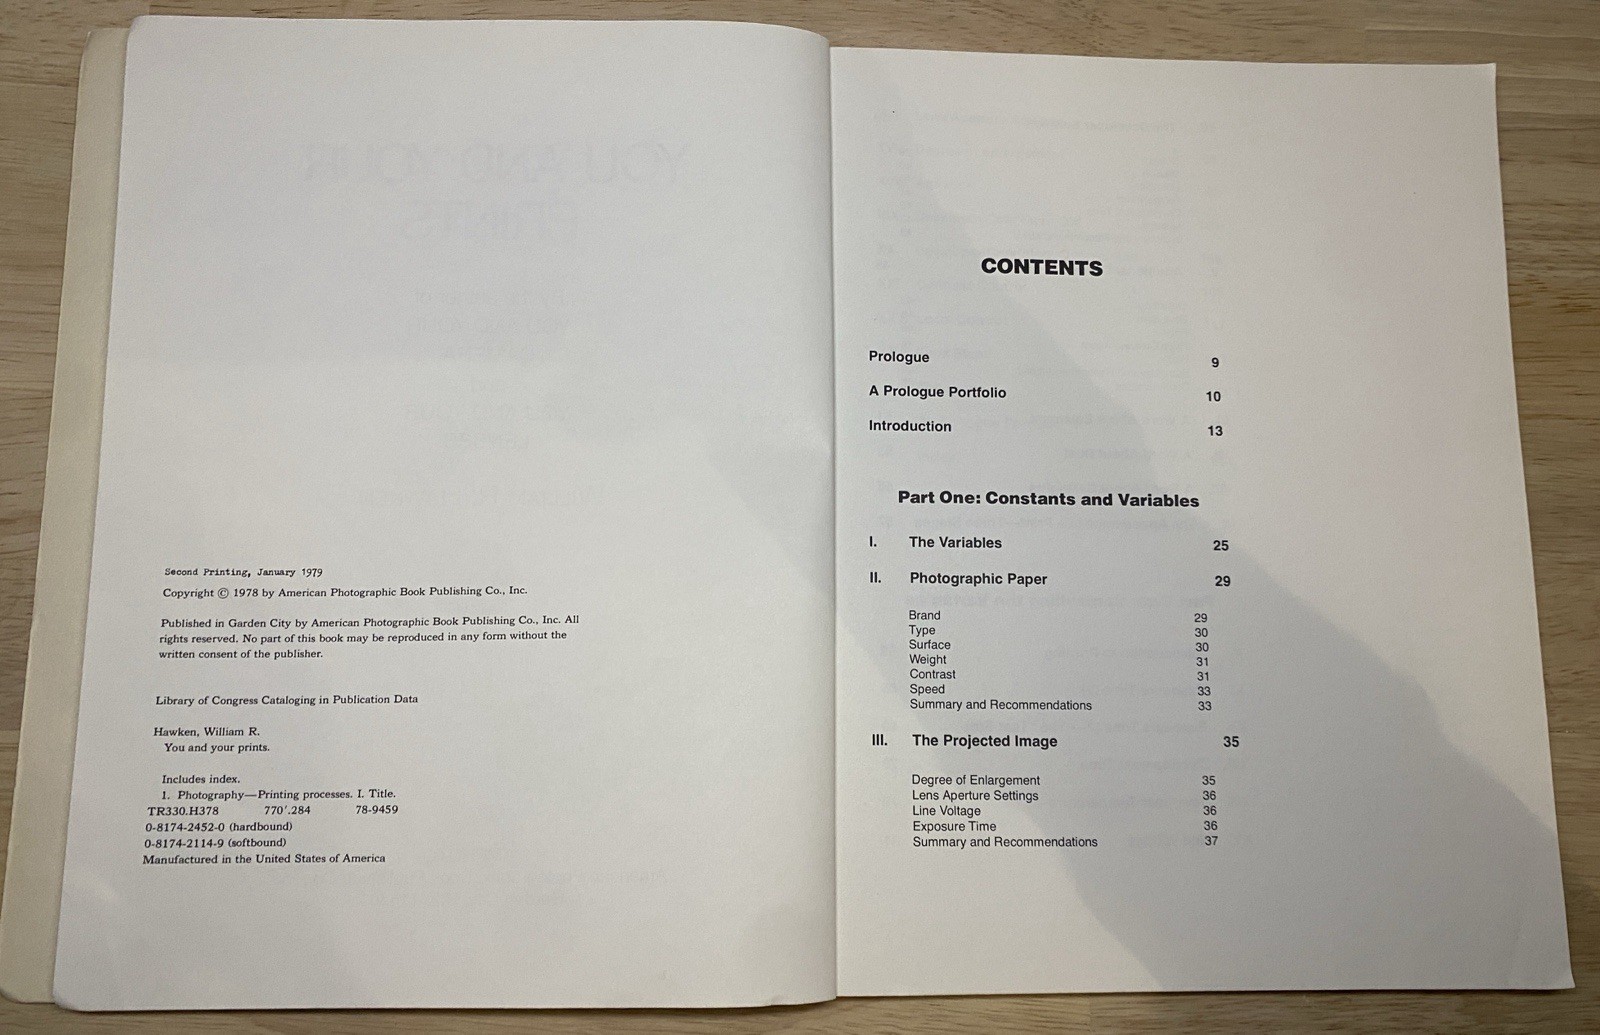 Second Printing, January 1979
Copyright © 1978 by American Photographic Book Publishing Co., Inc.
Published in Garden City by American Photographic Book Publishing Co., Inc. All
rights reserved. No part of this book may be reproduced in any form without the
written consent of the publisher.
Library of Congress Cataloging in Publication Data
Hawken, William R.
You and your prints.
Includes index.
1. Photography—Printing processes. I. Title.
TR330.H378 770'.284 78-9459
0-8174-2452-0 (hardbound)
0-8174-2114-9 (softbound)
Manufactured in the United States of America
CONTENTS
Prologue 9
A Prologue Portfolio 10
Introduction 13
Part One: Constants and Variables
I. The Variables 25
II. Photographic Paper 29
Brand 29
Type 30
Surface 30
Weight 31
Contrast 31
Speed 33
Summary and Recommendations 33
III. The Projected Image 35
Degree of Enlargement 35
Lens Aperture Settings 36
Line Voltage 36
Exposure Time 36
Summary and Recommendations 37